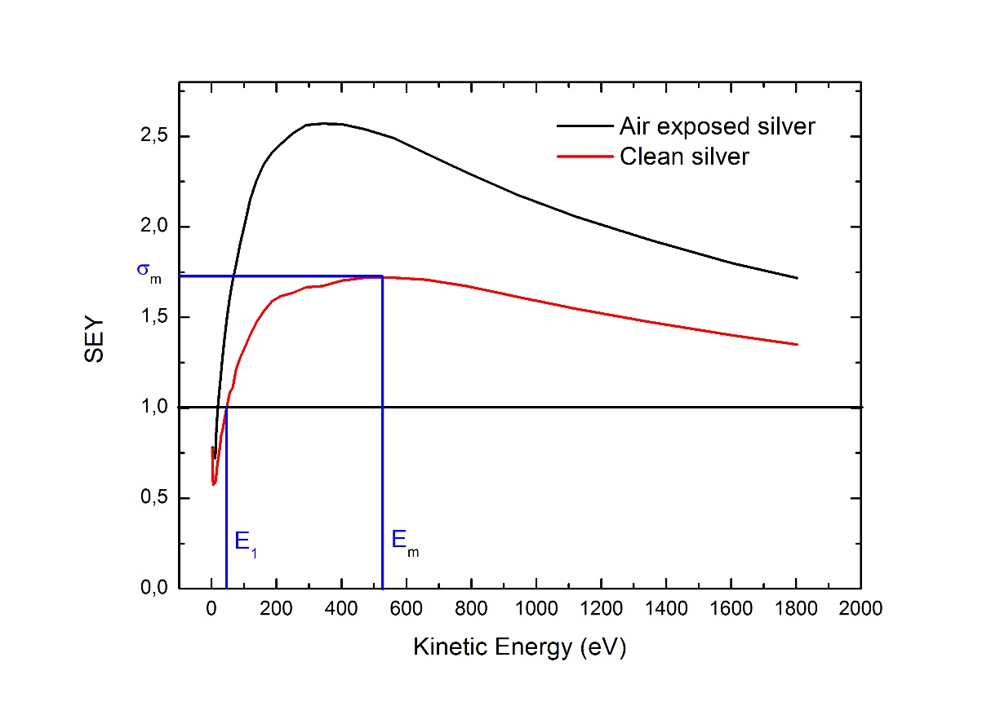 Air exposed silver
Clean silver
2,5
2,0
σm
1,5
SEY
1,0
0,5
E1
Em
0,0
0 200 400 600 800 1000 1200 1400 1600 1800 2000
Kinetic Energy (eV)